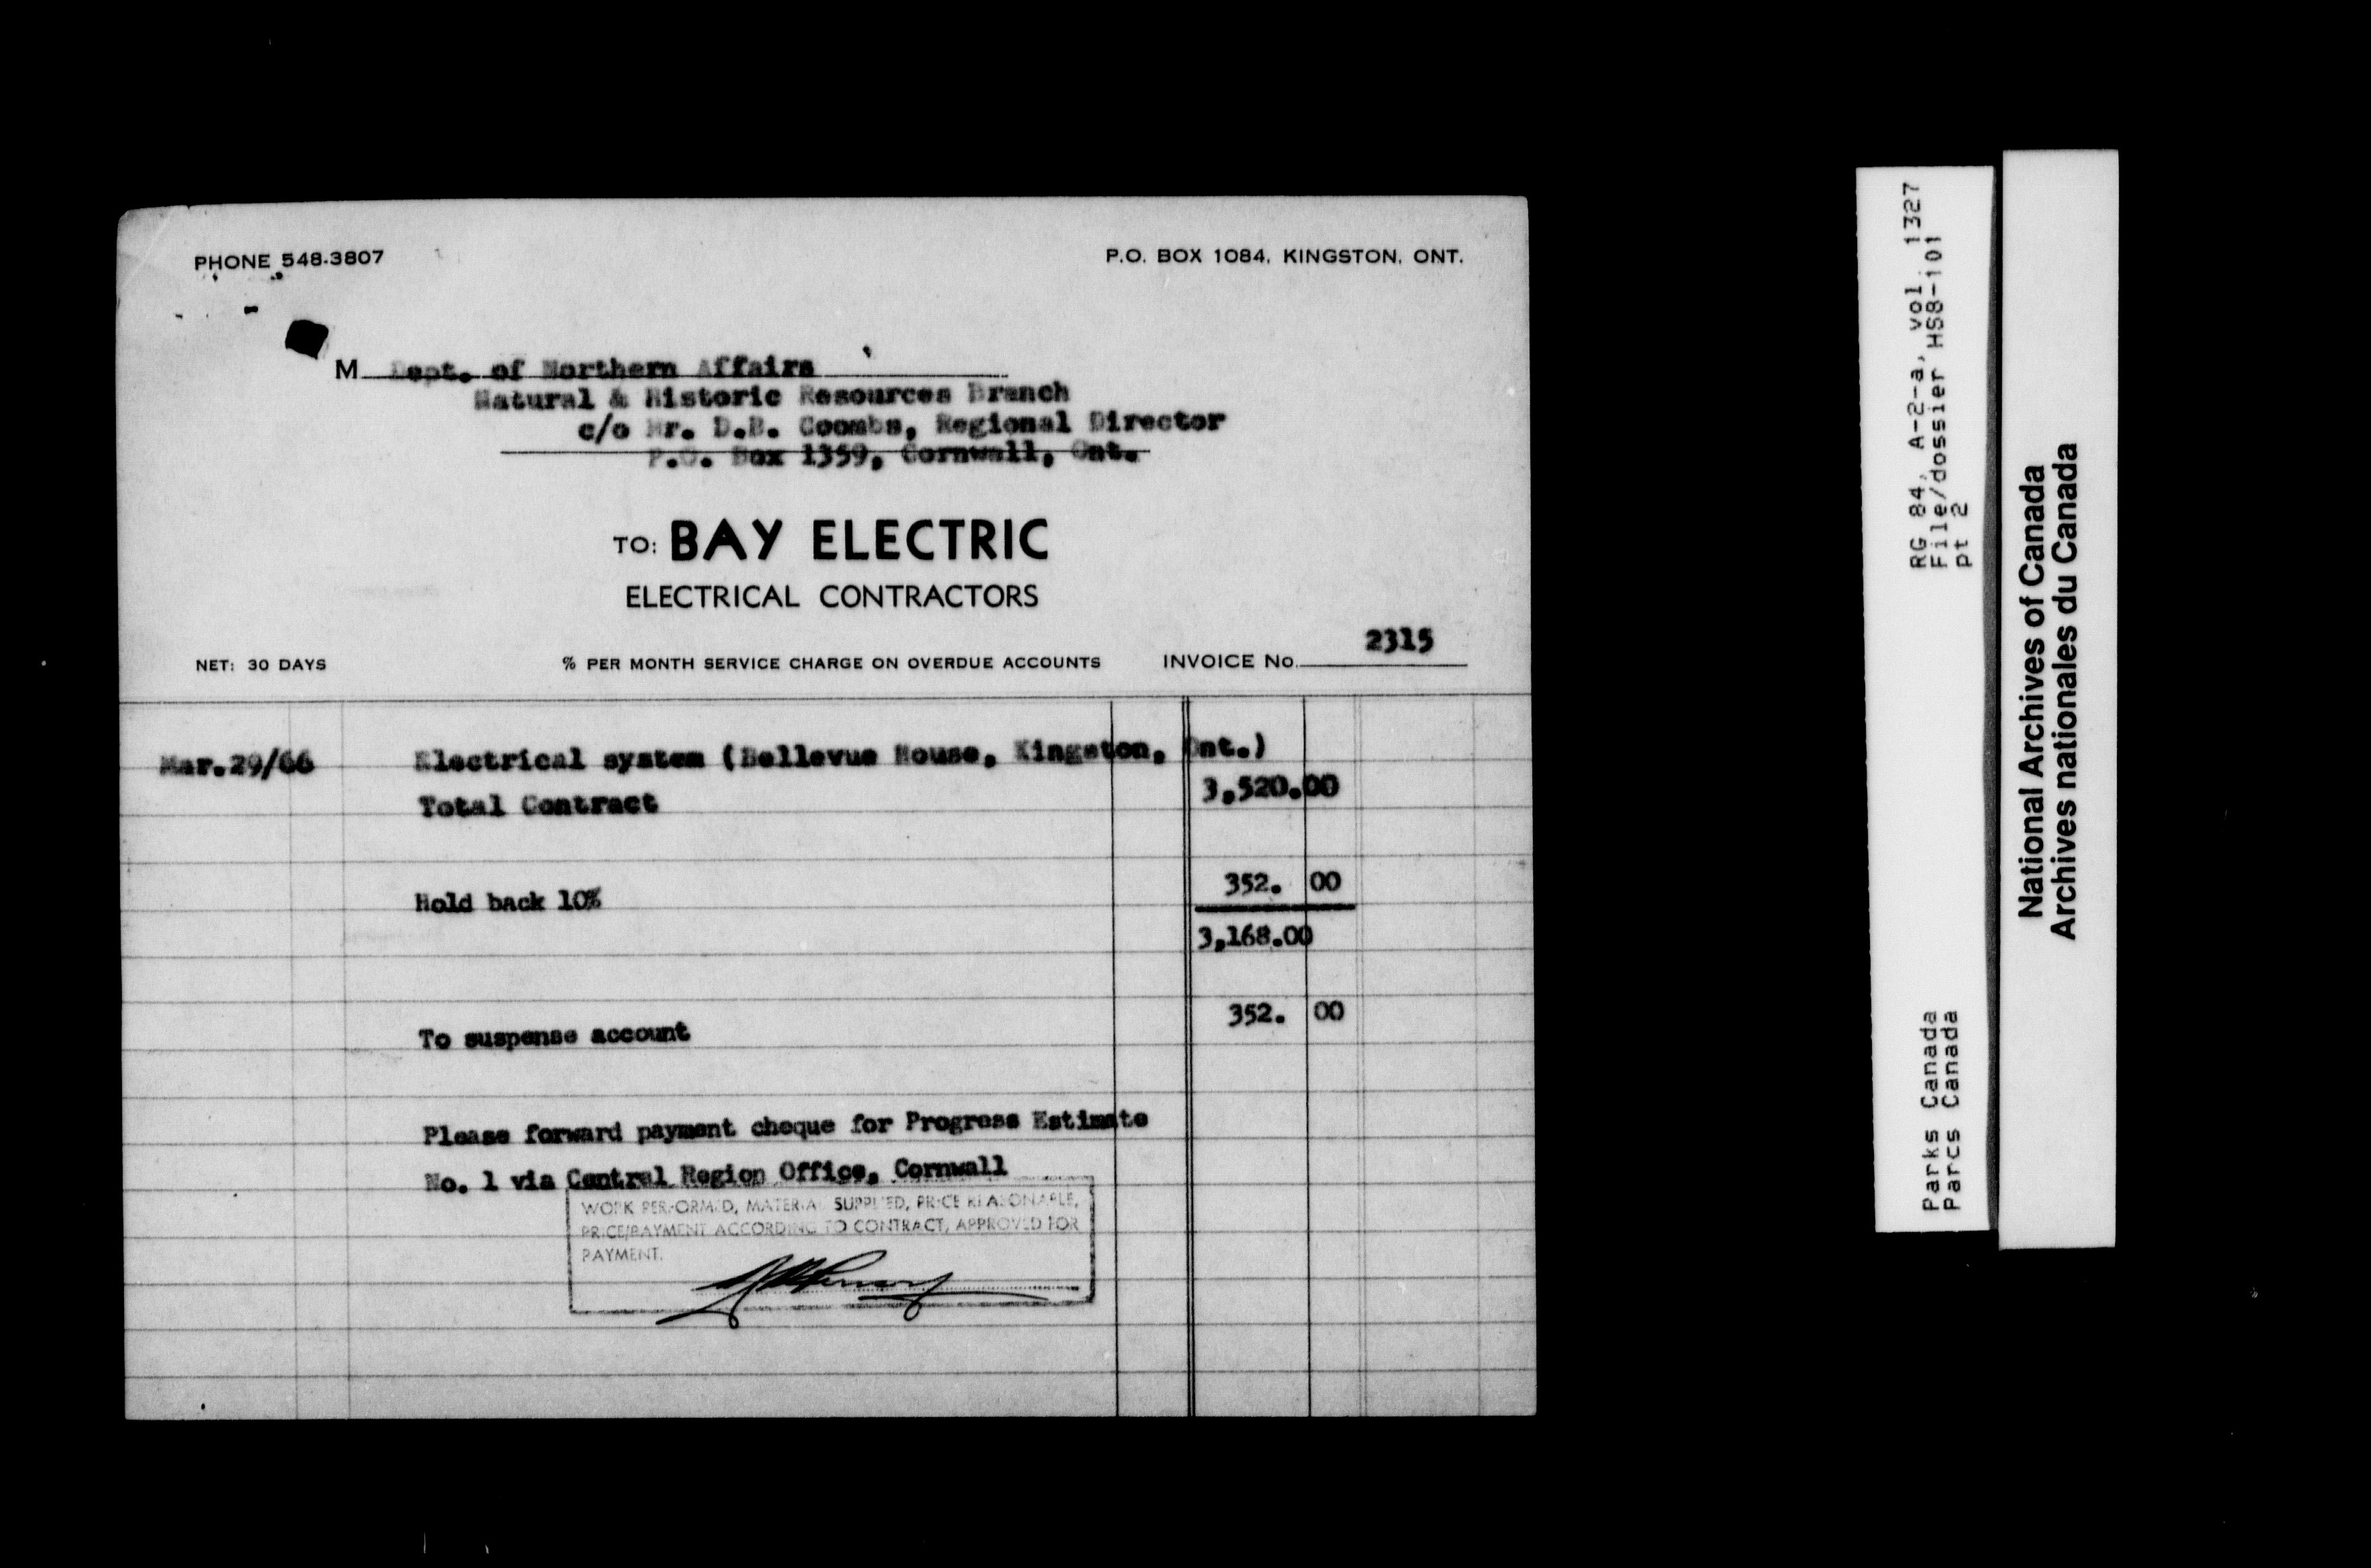 PHONE 548-3807
P.O. BOX 1084, KINGSTON, ONT.
M Dept. of Northern Affairs
Natural & Historic Resources Branch
c/o Mr. D.B. Coombs, Regional Director
P.O. Box 1359, Cornwall, Ont.
TO: BAY ELECTRIC
ELECTRICAL CONTRACTORS
2315
NET: 30 DAYS % PER MONTH SERVICE CHARGE ON OVERDUE ACCOUNTS INVOICE No.
Mar.29/66 Electrical system (Bellevue House, Kingston, Ont.)
Total Contract 3,520.00
Hold back 10% 352. 00
3,168.00
To suspense account 352. 00
Please forward payment cheque for Progress Estimate
No. 1 via Central Region Office, Cornwall
WORK PERFORMED, MATERIAL SUPPLIED, PRICE REASONABLE,
PRICE/PAYMENT ACCORDING TO CONTRACT, APPROVED FOR
PAYMENT.
RG 84, A-2-a, vol. 1327
File/dossier HS8-101
pt 2
Parks Canada
Parcs Canada
National Archives of Canada
Archives nationales du Canada